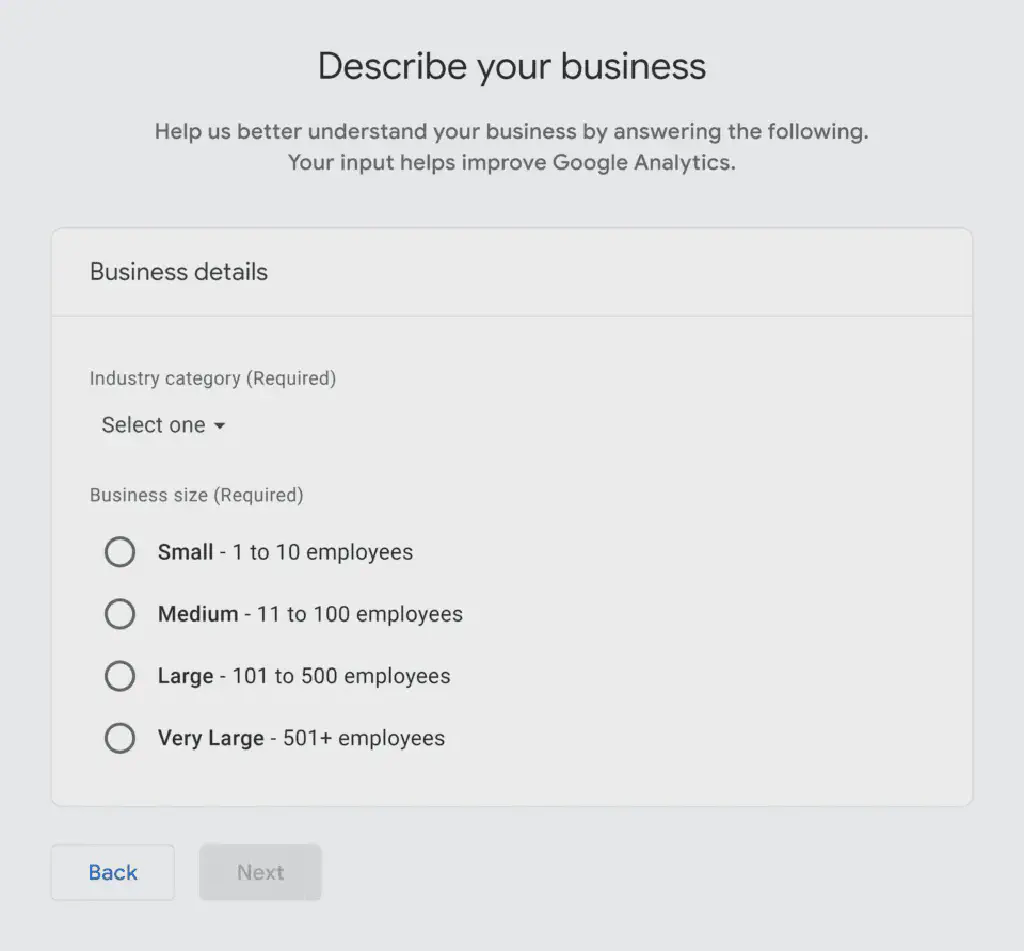 Describe your business
Help us better understand your business by answering the following.
Your input helps improve Google Analytics.
Business details
Industry category (Required)
Select one
Business size (Required)
Small - 1 to 10 employees
Medium - 11 to 100 employees
Large - 101 to 500 employees
Very Large - 501+ employees
Back
Next